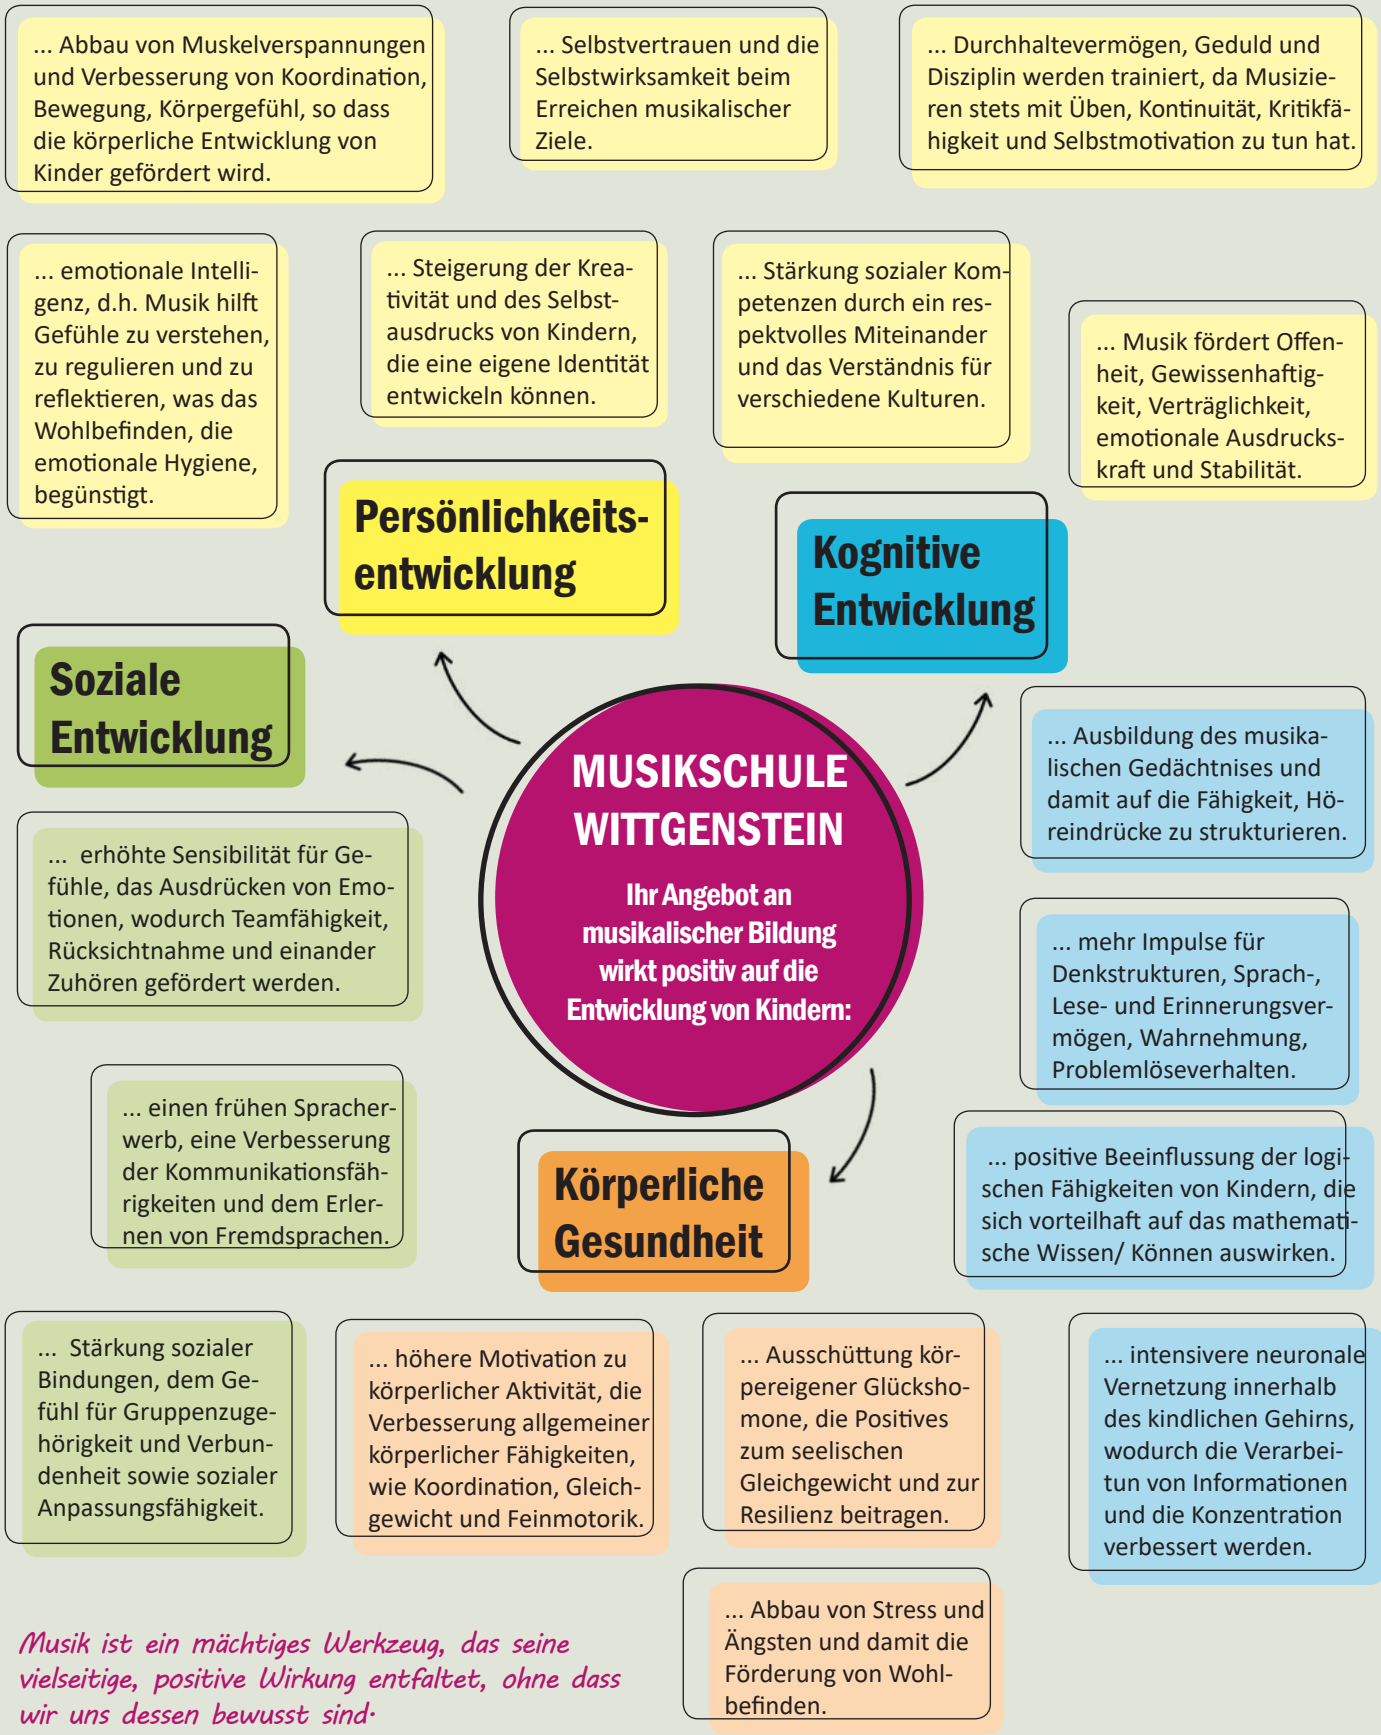 ... Abbau von Muskelverspannungen
und Verbesserung von Koordination,
Bewegung, Körpergefühl, so dass
die körperliche Entwicklung von
Kinder gefördert wird.
... Selbstvertrauen und die
Selbstwirksamkeit beim
Erreichen musikalischer
Ziele.
... Durchhaltevermögen, Geduld und
Disziplin werden trainiert, da Musizie-
ren stets mit Üben, Kontinuität, Kritikfä-
higkeit und Selbstmotivation zu tun hat.
... emotionale Intelli-
genz, d.h. Musik hilft
Gefühle zu verstehen,
zu regulieren und zu
reflektieren, was das
Wohlbefinden, die
emotionale Hygiene,
begünstigt.
... Steigerung der Krea-
tivität und des Selbst-
ausdrucks von Kindern,
die eine eigene Identität
entwickeln können.
... Stärkung sozialer Kom-
petenzen durch ein res-
pektvolles Miteinander
und das Verständnis für
verschiedene Kulturen.
... Musik fördert Offen-
heit, Gewissenhaftig-
keit, Verträglichkeit,
emotionale Ausdrucks-
kraft und Stabilität.
Persönlichkeits-
entwicklung
Kognitive
Entwicklung
Soziale
Entwicklung
MUSIKSCHULE
WITTGENSTEIN
Ihr Angebot an
musikalischer Bildung
wirkt positiv auf die
Entwicklung von Kindern:
... Ausbildung des musika-
lischen Gedächtnises und
damit auf die Fähigkeit, Hö-
reindrücke zu strukturieren.
... erhöhte Sensibilität für Ge-
fühle, das Ausdrücken von Emo-
tionen, wodurch Teamfähigkeit,
Rücksichtnahme und einander
Zuhören gefördert werden.
... mehr Impulse für
Denkstrukturen, Sprach-,
Lese- und Erinnerungsver-
mögen, Wahrnehmung,
Problemlöseverhalten.
... einen frühen Spracher-
werb, eine Verbesserung
der Kommunikationsfäh-
rigkeiten und dem Erler-
nen von Fremdsprachen.
Körperliche
Gesundheit
... positive Beeinflussung der logi-
schen Fähigkeiten von Kindern, die
sich vorteilhaft auf das mathemati-
sche Wissen/ Können auswirken.
... Stärkung sozialer
Bindungen, dem Ge-
fühl für Gruppenzuge-
hörigkeit und Verbun-
denheit sowie sozialer
Anpassungsfähigkeit.
... höhere Motivation zu
körperlicher Aktivität, die
Verbesserung allgemeiner
körperlicher Fähigkeiten,
wie Koordination, Gleich-
gewicht und Feinmotorik.
... Ausschüttung kör-
pereigener Glücksho-
mone, die Positives
zum seelischen
Gleichgewicht und zur
Resilienz beitragen.
... intensivere neuronale
Vernetzung innerhalb
des kindlichen Gehirns,
wodurch die Verarbei-
tun von Informationen
und die Konzentration
verbessert werden.
... Abbau von Stress und
Ängsten und damit die
Förderung von Wohl-
befinden.
Musik ist ein mächtiges Werkzeug, das seine
vielseitige, positive Wirkung entfaltet, ohne dass
wir uns dessen bewusst sind.